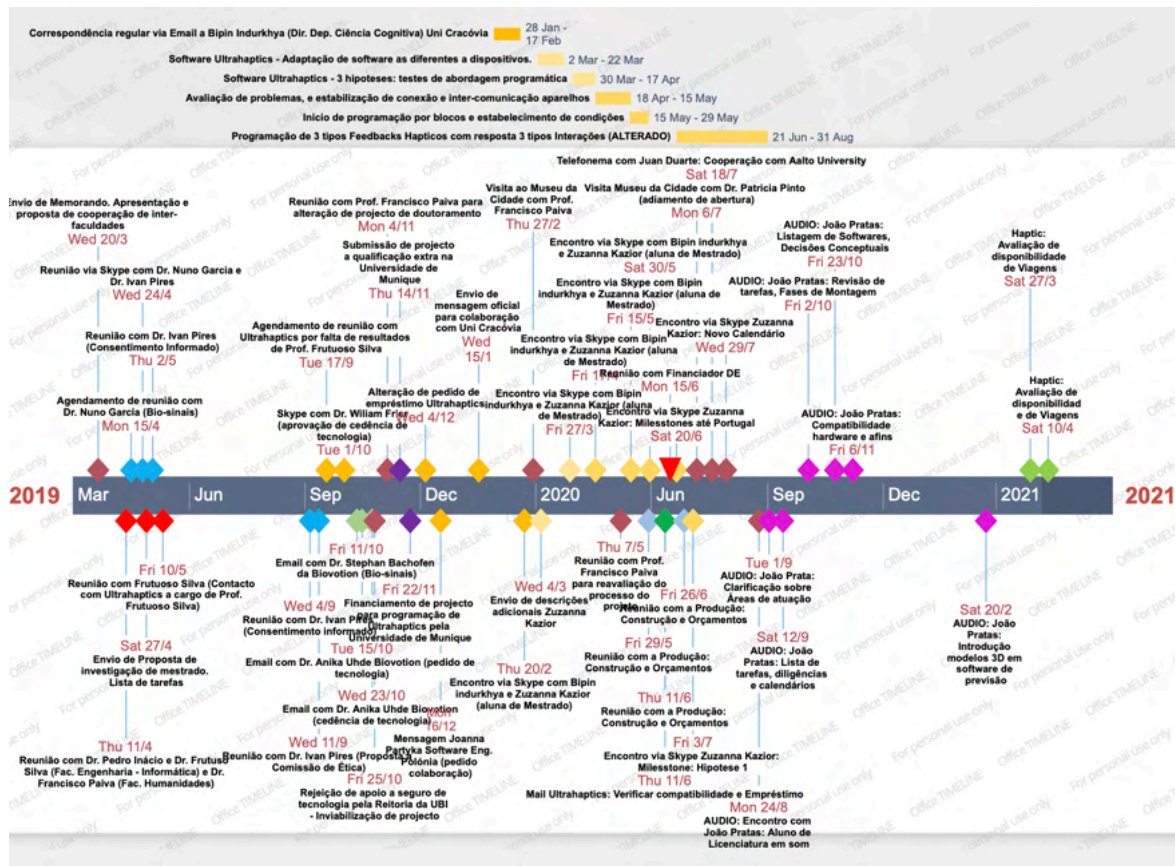 Correspondência regular via Email a Bipin Indurkhya (Dir. Dep. Ciência Cognitiva) Uni Cracóvia
28 Jan -
17 Feb
Software Ultrahaptics - Adaptação de software as diferentes a dispositivos.
2 Mar - 22 Mar
Software Ultrahaptics - 3 hipoteses: testes de abordagem programática
30 Mar - 17 Apr
Avaliação de problemas, e estabilização de conexão e inter-comunicação aparelhos
18 Apr - 15 May
Inicio de programação por blocos e estabelecimento de condições
15 May - 29 May
Programação de 3 tipos Feedbacks Hapticos com resposta 3 tipos Interações (ALTERADO)
21 Jun - 31 Aug
Envio de Memorando. Apresentação e
proposta de cooperação de inter-
faculdades
Wed 20/3
Reunião via Skype com Dr. Nuno Garcia e
Dr. Ivan Pires
Wed 24/4
Reunião com Dr. Ivan Pires
(Consentimento Informado)
Thu 2/5
Agendamento de reunião com
Dr. Nuno Garcia (Bio-sinais)
Mon 15/4
Reunião com Prof. Francisco Paiva para
alteração de projecto de doutoramento
Mon 4/11
Submissão de projecto
a qualificação extra na
Universidade de
Munique
Thu 14/11
Agendamento de reunião com
Ultrahaptics por falta de resultados
de Prof. Frutuoso Silva
Tue 17/9
Skype com Dr. Wiliam Frier
(aprovação de cedência de
tecnologia)
Tue 1/10
Alteração de pedido de
empréstimo Ultrahaptics
Wed 4/12
Envio de
mensagem oficial
para colaboração
com Uni Cracóvia
Wed
15/1
Visita ao Museu da
Cidade com Prof.
Francisco Paiva
Thu 27/2
Telefonema com Juan Duarte: Cooperação com Aalto University
Sat 18/7
Visita Museu da Cidade com Dr. Patricia Pinto
(adiamento de abertura)
Mon 6/7
Encontro via Skype com Bipin indurkhya
e Zuzanna Kazior (aluna de Mestrado)
Sat 30/5
Encontro via Skype com Bipin
indurkhya e Zuzanna Kazior (aluna de
Mestrado)
Fri 15/5
Encontro via Skype com Bipin
indurkhya e Zuzanna Kazior (aluna
de Mestrado)
Encontro via Skype com Bipin
indurkhya e Zuzanna Kazior (aluna
de Mestrado)
Fri 27/3
Encontro via Skype Zuzanna
Kazior: Novo Calendário
Wed 29/7
Reunião com Financiador DE
Mon 15/6
Encontro via Skype Zuzanna
Kazior: Milesstones até Portugal
Sat 20/6
AUDIO: João Pratas:
Listagem de Softwares,
Decisões Conceptuais
Fri 23/10
AUDIO: João Pratas: Revisão de
tarefas, Fases de Montagem
Fri 2/10
AUDIO: João Pratas:
Compatibilidade
hardware e afins
Fri 6/11
Haptic:
Avaliação de
disponibilidade
de Viagens
Sat 27/3
Haptic:
Avaliação de
disponibilidad
e de Viagens
Sat 10/4
2019
Mar
Jun
Sep
Dec
2020
Jun
Sep
Dec
2021
2021
Fri 10/5
Reunião com Frutuoso Silva (Contacto
com Ultrahaptics a cargo de Prof.
Frutuoso Silva)
Sat 27/4
Envio de Proposta de
investigação de mestrado.
Lista de tarefas
Thu 11/4
Reunião com Dr. Pedro Inácio e Dr. Frutuso
Silva (Fac. Engenharia - Informática) e Dr.
Francisco Paiva (Fac. Humanidades)
Fri 11/10
Email com Dr. Stephan Bachofen
da Biovotion (Bio-sinais)
Wed 4/9
Reunião com Dr. Ivan Pires
(Consentimento informado)
Fri 22/11
Financiamento de projecto
para programação de
Ultrahaptics pela
Universidade de Munique
Tue 15/10
Email com Dr. Anika Uhde Biovotion (pedido de
tecnologia)
Wed 23/10
Email com Dr. Anika Uhde Biovotion
(cedência de tecnologia)
Mon
16/12
Mensagem Joanna
Partyka Software Eng.
Polónia (pedido
colaboração)
Wed 11/9
Reunião com Dr. Ivan Pires (Proposta a
Comissão de Ética)
Fri 25/10
Rejeição de apoio a seguro de
tecnologia pela Reitoria da UBI
- Inviabilização de projecto
Wed 4/3
Envio de descrições
adicionais Zuzanna
Kazior
Thu 20/2
Encontro via Skype com Bipin
indurkhya e Zuzanna Kazior
(aluna de Mestrado)
Thu 7/5
Reunião com Prof.
Francisco Paiva
para reavaliação do
processo do
projeto
Fri 26/6
Reunião com a Produção:
Construção e Orçamentos
Fri 29/5
Reunião com a Produção:
Construção e Orçamentos
Thu 11/6
Reunião com a Produção:
Construção e Orçamentos
Fri 3/7
Encontro via Skype Zuzanna Kazior:
Milesstone: Hipotese 1
Thu 11/6
Mail Ultrahaptics: Verificar compatibilidade e Empréstimo
Tue 1/9
AUDIO: João Prata:
Clarificação sobre
Áreas de atuação
Sat 12/9
AUDIO: João
Pratas: Lista de
tarefas, diligências
e calendários
Mon 24/8
AUDIO: Encontro com
João Pratas: Aluno de
Licenciatura em som
Sat 20/2
AUDIO: João
Pratas:
Introdução
modelos 3D em
software de
previsão
For personal use only
Office TIMELINE